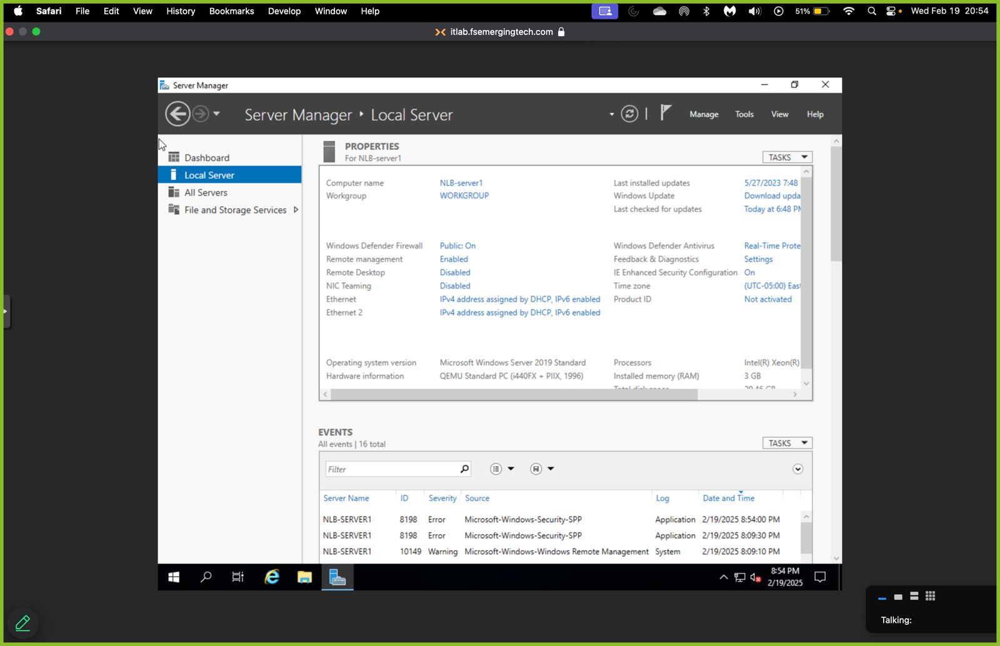 Safari File Edit View History Bookmarks Develop Window Help 51% Wed Feb 19 20:54
itlab.fsemergingtech.com
Server Manager
Server Manager Local Server Manage Tools View Help
Dashboard
Local Server
All Servers
File and Storage Services
PROPERTIES
For NLB-server1
TASKS
Computer name NLB-server1 Last installed updates 5/27/2023 7:48
Workgroup WORKGROUP Windows Update Download upda
Last checked for updates Today at 6:48 PM
Windows Defender Firewall Public: On Windows Defender Antivirus Real-Time Prote
Remote management Enabled Feedback & Diagnostics Settings
Remote Desktop Disabled IE Enhanced Security Configuration On
NIC Teaming Disabled Time zone (UTC-05:00) East
Ethernet IPv4 address assigned by DHCP, IPv6 enabled Product ID Not activated
Ethernet 2 IPv4 address assigned by DHCP, IPv6 enabled
Operating system version Microsoft Windows Server 2019 Standard Processors Intel(R) Xeon(R)
Hardware information QEMU Standard PC (i440FX + PIIX, 1996) Installed memory (RAM) 3 GB
Total disk space 39.46 GB
EVENTS
All events | 16 total
TASKS
Filter
Server Name ID Severity Source Log Date and Time
NLB-SERVER1 8198 Error Microsoft-Windows-Security-SPP Application 2/19/2025 8:54:00 PM
NLB-SERVER1 8198 Error Microsoft-Windows-Security-SPP Application 2/19/2025 8:09:30 PM
NLB-SERVER1 10149 Warning Microsoft-Windows-Windows Remote Management System 2/19/2025 8:09:10 PM
8:54 PM
2/19/2025
Talking: